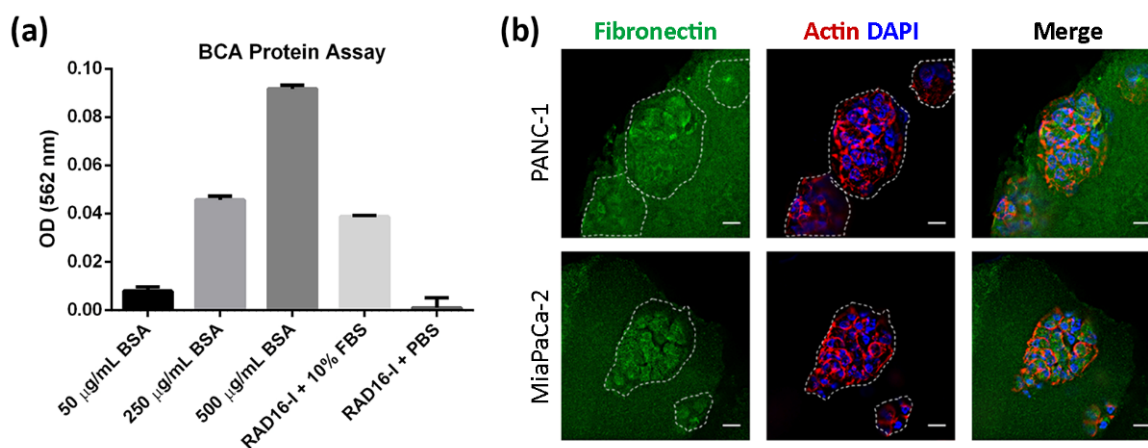 (a)
BCA Protein Assay
OD (562 nm)
0.10
0.08
0.06
0.04
0.02
0.00
50 μg/mL BSA
250 μg/mL BSA
500 μg/mL BSA
RAD16-I + 10% FBS
RAD16-I + PBS
(b)
Fibronectin
Actin DAPI
Merge
PANC-1
MiaPaCa-2